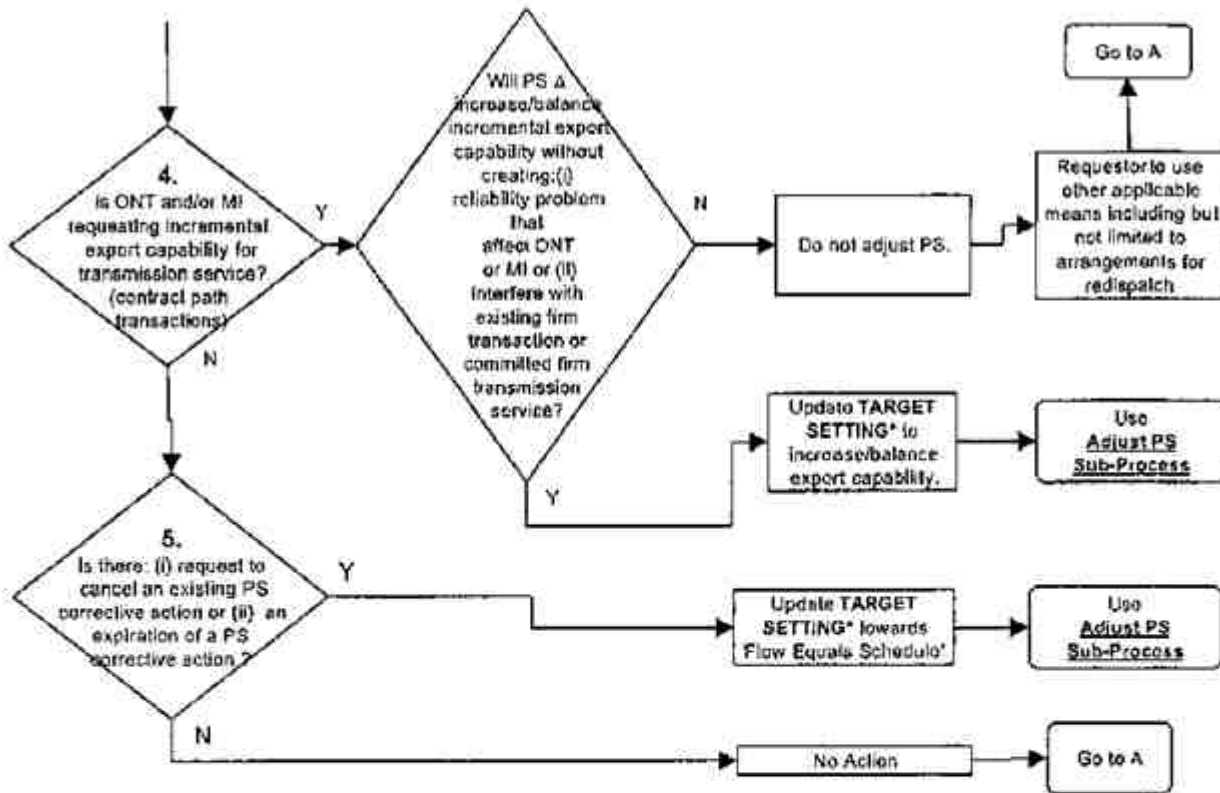 Go to A
Will PS Δ
increase/balance
incremental export
capability without
creating:(i)
reliability problem
that
affect ONT
or MI or (ii)
interfere with
existing firm
transaction or
committed firm
transmission
service?
4.
Is ONT and/or MI
requesting incremental
export capability for
transmission service?
(contract path
transactions)
Y
N
Do not adjust PS.
Requestor to use
other applicable
means including but
not limited to
arrangements for
redispatch
N
Y
Update TARGET
SETTING* to
increase/balance
export capability.
Use
Adjust PS
Sub-Process
5.
Is there: (i) request to
cancel an existing PS
corrective action or (ii) an
expiration of a PS
corrective action ?
Y
Update TARGET
SETTING* towards
'Flow Equals Schedule'
Use
Adjust PS
Sub-Process
N
No Action
Go to A